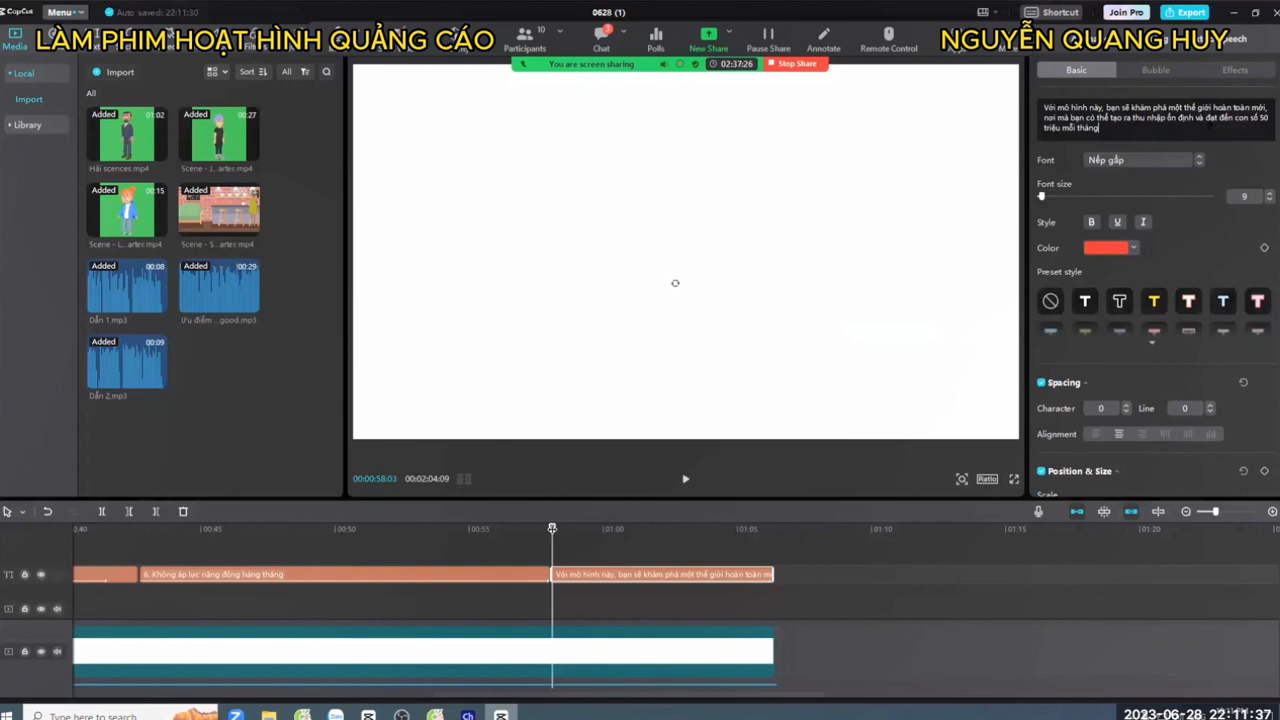 CapCut
Menu
Auto saved: 22:11:30
0628 (1)
Shortcut
Join Pro
Export
LÀM PHIM HOẠT HÌNH QUẢNG CÁO
NGUYỄN QUANG HUY
Media
Participants
10
Chat
3
Polls
New Share
Pause Share
Annotate
Remote Control
You are screen sharing
02:37:26
Stop Share
Local
Import
Library
Import
Sort
All
All
Added 01:02
Hải scences.mp4
Added 00:27
Scene - J...arter.mp4
Added 00:15
Scene - L...arter.mp4
Added
Scene - S...arter.mp4
Added 00:08
Dẫn 1.mp3
Added 00:29
Ưu điểm ...good.mp3
Added 00:09
Dẫn 2.mp3
00:00:58:03 00:02:04:09
Ratio
Basic
Bubble
Effects
Với mô hình này, bạn sẽ khám phá một thế giới hoàn toàn mới,
nơi mà bạn có thể tạo ra thu nhập ổn định và đạt đến con số 50
triệu mỗi tháng
Font
Nếp gấp
Font size
9
Style
B U I
Color
Preset style
T T T T T T
Spacing
Character 0 Line 0
Alignment
Position & Size
Scale
00:45 00:50 00:55 01:00 01:05 01:10 01:15 01:20
TI
6. Không áp lực năng động hàng tháng
Với mô hình này, bạn sẽ khám phá một thế giới hoàn toàn
Type here to search
2023-06-28 22:11:37